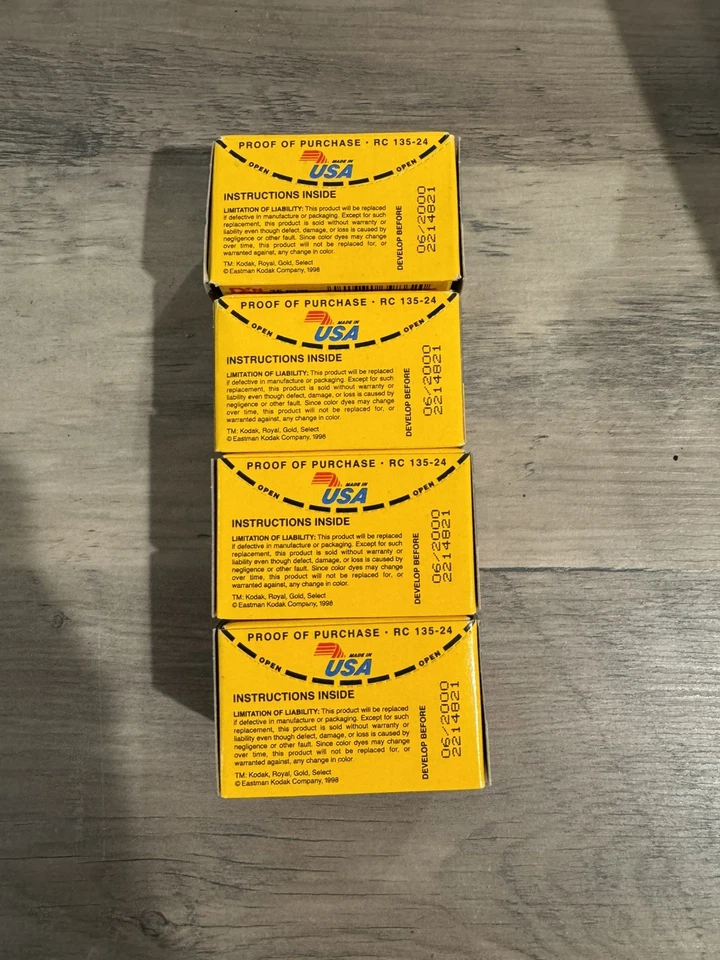 PROOF OF PURCHASE · RC 135-24
OPEN
MADE IN
USA
OPEN
INSTRUCTIONS INSIDE
LIMITATION OF LIABILITY: This product will be replaced
if defective in manufacture or packaging. Except for such
replacement, this product is sold without warranty or
liability even though defect, damage, or loss is caused by
negligence or other fault. Since color dyes may change
over time, this product will not be replaced for, or
warranted against, any change in color.
TM: Kodak, Royal, Gold, Select
© Eastman Kodak Company, 1998
DEVELOP BEFORE
06/2000
2214821
PROOF OF PURCHASE · RC 135-24
OPEN
MADE IN
USA
OPEN
INSTRUCTIONS INSIDE
LIMITATION OF LIABILITY: This product will be replaced
if defective in manufacture or packaging. Except for such
replacement, this product is sold without warranty or
liability even though defect, damage, or loss is caused by
negligence or other fault. Since color dyes may change
over time, this product will not be replaced for, or
warranted against, any change in color.
TM: Kodak, Royal, Gold, Select
© Eastman Kodak Company, 1998
DEVELOP BEFORE
06/2000
2214821
PROOF OF PURCHASE · RC 135-24
OPEN
MADE IN
USA
OPEN
INSTRUCTIONS INSIDE
LIMITATION OF LIABILITY: This product will be replaced
if defective in manufacture or packaging. Except for such
replacement, this product is sold without warranty or
liability even though defect, damage, or loss is caused by
negligence or other fault. Since color dyes may change
over time, this product will not be replaced for, or
warranted against, any change in color.
TM: Kodak, Royal, Gold, Select
© Eastman Kodak Company, 1998
DEVELOP BEFORE
06/2000
2214821
PROOF OF PURCHASE · RC 135-24
OPEN
MADE IN
USA
OPEN
INSTRUCTIONS INSIDE
LIMITATION OF LIABILITY: This product will be replaced
if defective in manufacture or packaging. Except for such
replacement, this product is sold without warranty or
liability even though defect, damage, or loss is caused by
negligence or other fault. Since color dyes may change
over time, this product will not be replaced for, or
warranted against, any change in color.
TM: Kodak, Royal, Gold, Select
© Eastman Kodak Company, 1998
DEVELOP BEFORE
06/2000
2214821